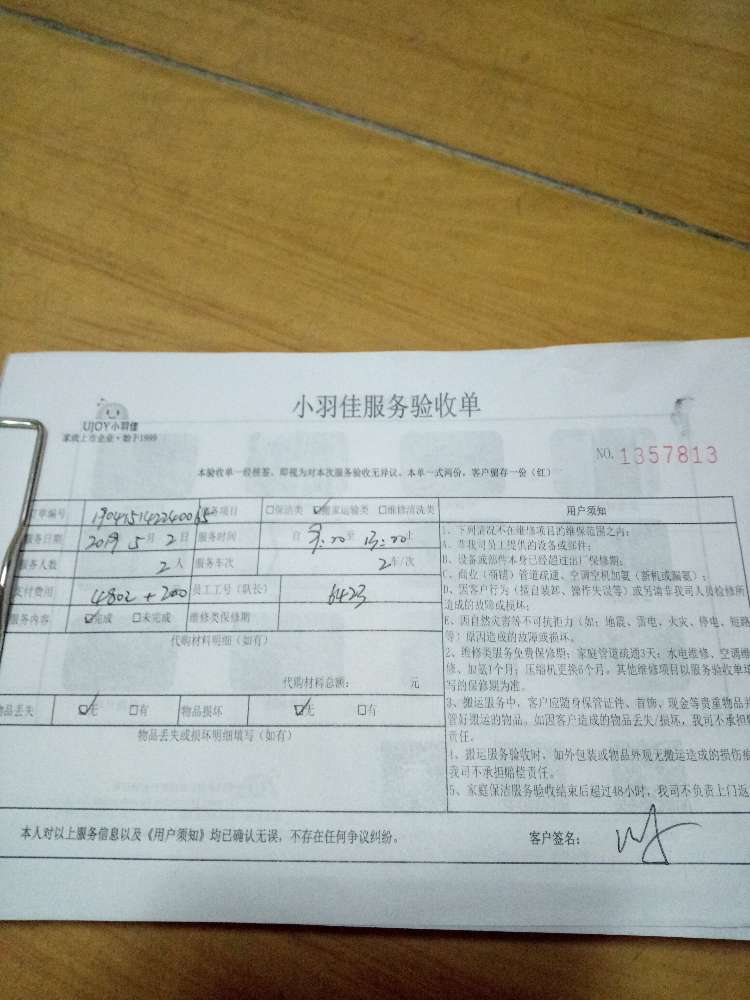 UJOY小羽佳
家政上市企业·始于1999
小羽佳服务验收单
NO. 1357813
本验收单一般核签，即视为对本次服务验收无异议。本单一式两份，客户留存一份（红）
订单编号 服务项目 □保洁类 ☑搬家运输类 □维修清洗类 用户须知
服务日期 2019 5月2日 服务时间 自 至 13:00
服务人数 2人 服务车次 2车/次
支付费用 4802+200 员工工号（队长） 6423
服务内容 ☑完成 □未完成 维修类保修期
代购材料明细（如有）
代购材料总额： 元
物品丢失 ☑无 □有 物品损坏 ☑无 □有
物品丢失或损坏明细填写（如有）
1、下列情况不在维修项目的维保范围之内：
A、非我司员工提供的设备或部件；
B、设备或部件本身已经超过出厂保修期；
C、商业（商铺）管道疏通、空调空机加氨（新机或漏氨）；
D、因客户行为（擅自装卸、操作失误等）或另请非我司人员检修所
造成的故障或损坏；
E、因自然灾害等不可抗拒力（如：地震、雷电、火灾、停电、短路
等）原因造成的故障或损坏。
2、维修类服务免费保修期：家庭管道疏通3天；水电维修、空调维
修、加氨1个月；压缩机更换6个月。其他维修项目以服务验收单填
写的保修期为准。
3、搬运服务中，客户应随身保管证件、首饰、现金等贵重物品并
管好搬运的物品。如因客户造成的物品丢失/损坏，我司不承担赔
责任。
4、搬运服务验收时，如外包装或物品外观无搬运造成的损伤痕
我司不承担赔偿责任。
5、家庭保洁服务验收结束后超过48小时，我司不负责上门返
本人对以上服务信息以及《用户须知》均已确认无误，不存在任何争议纠纷。 客户签名：